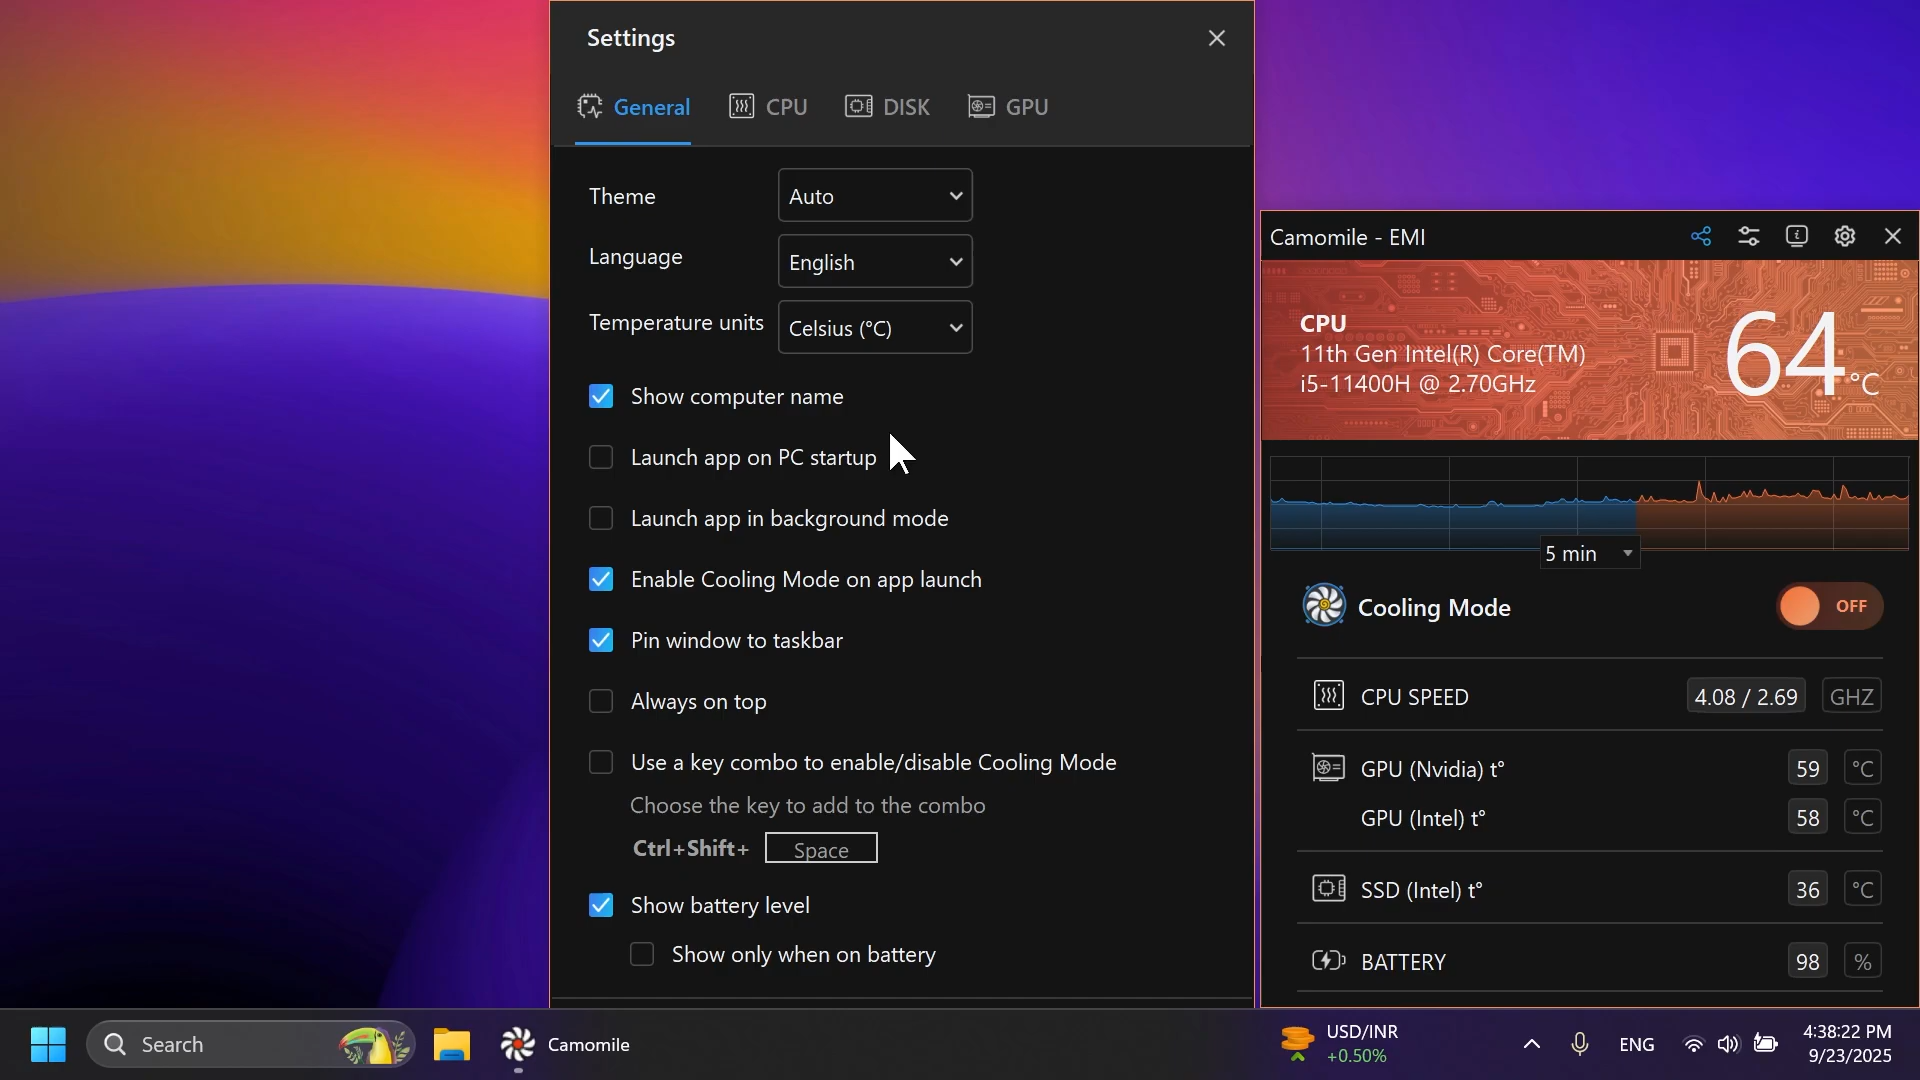 Settings
General
CPU
DISK
GPU
Theme
Auto
Language
English
Temperature units
Celsius (°C)
Show computer name
Launch app on PC startup
Launch app in background mode
Enable Cooling Mode on app launch
Pin window to taskbar
Always on top
Use a key combo to enable/disable Cooling Mode
Choose the key to add to the combo
Ctrl+Shift+
Space
Show battery level
Show only when on battery
Camomile - EMI
CPU
11th Gen Intel(R) Core(TM)
i5-11400H @ 2.70GHz
64 °C
5 min
Cooling Mode
OFF
CPU SPEED
4.08 / 2.69
GHZ
GPU (Nvidia) t°
59
°C
GPU (Intel) t°
58
°C
SSD (Intel) t°
36
°C
BATTERY
98
%
Search
Camomile
USD/INR
+0.50%
ENG
4:38:22 PM
9/23/2025